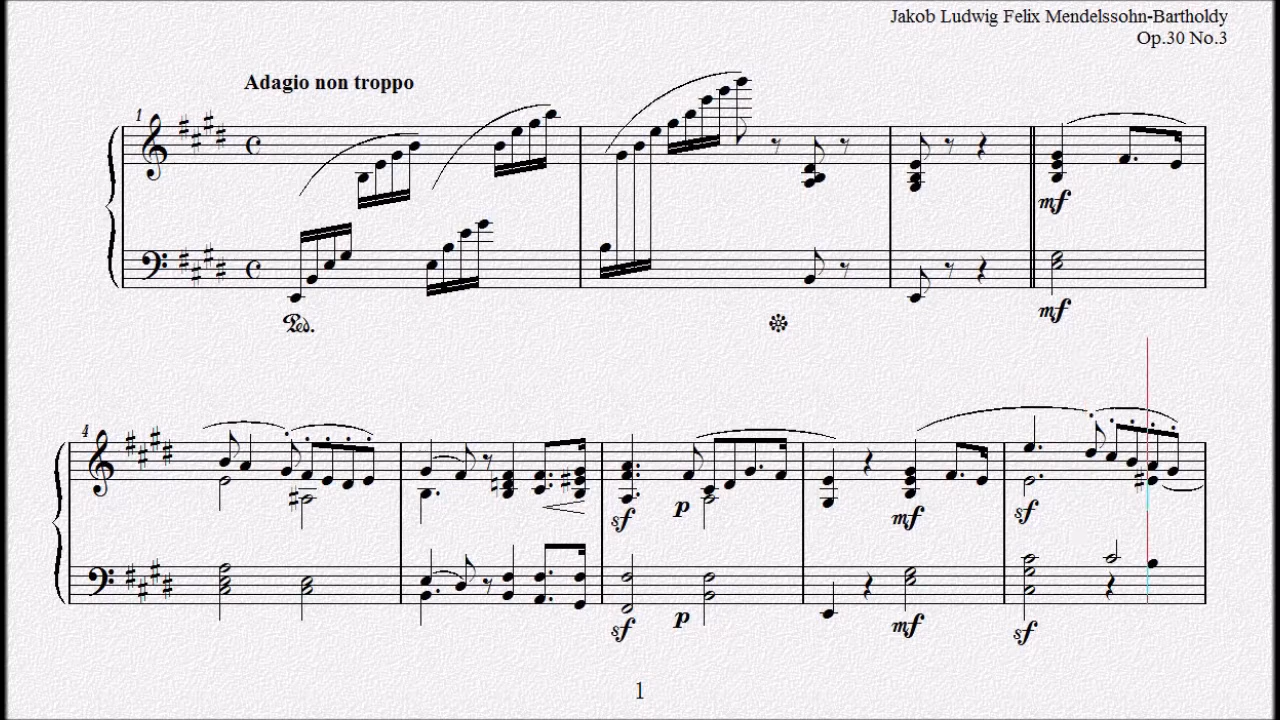 Jakob Ludwig Felix Mendelssohn-Bartholdy
Op.30 No.3
Adagio non troppo
1
Ped.
mf
mf
4
sf
p
mf
sf
sf
p
mf
sf
1